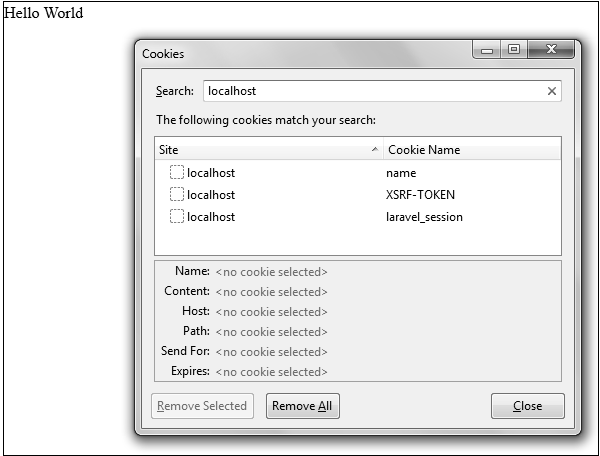 Hello World
Cookies
Search: localhost
The following cookies match your search:
Site Cookie Name
localhost name
localhost XSRF-TOKEN
localhost laravel_session
Name: <no cookie selected>
Content: <no cookie selected>
Host: <no cookie selected>
Path: <no cookie selected>
Send For: <no cookie selected>
Expires: <no cookie selected>
Remove Selected Remove All Close